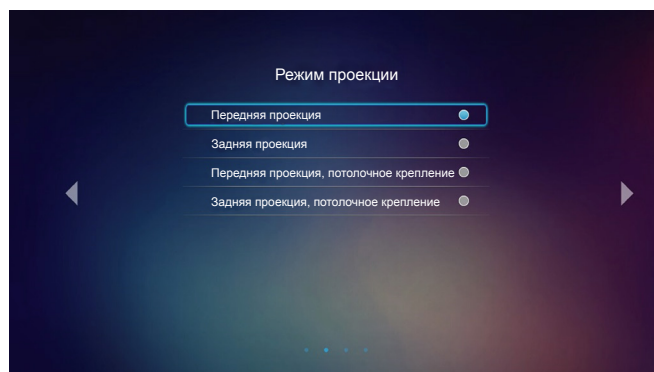 Режим проекции
Передняя проекция
Задняя проекция
Передняя проекция, потолочное крепление
Задняя проекция, потолочное крепление